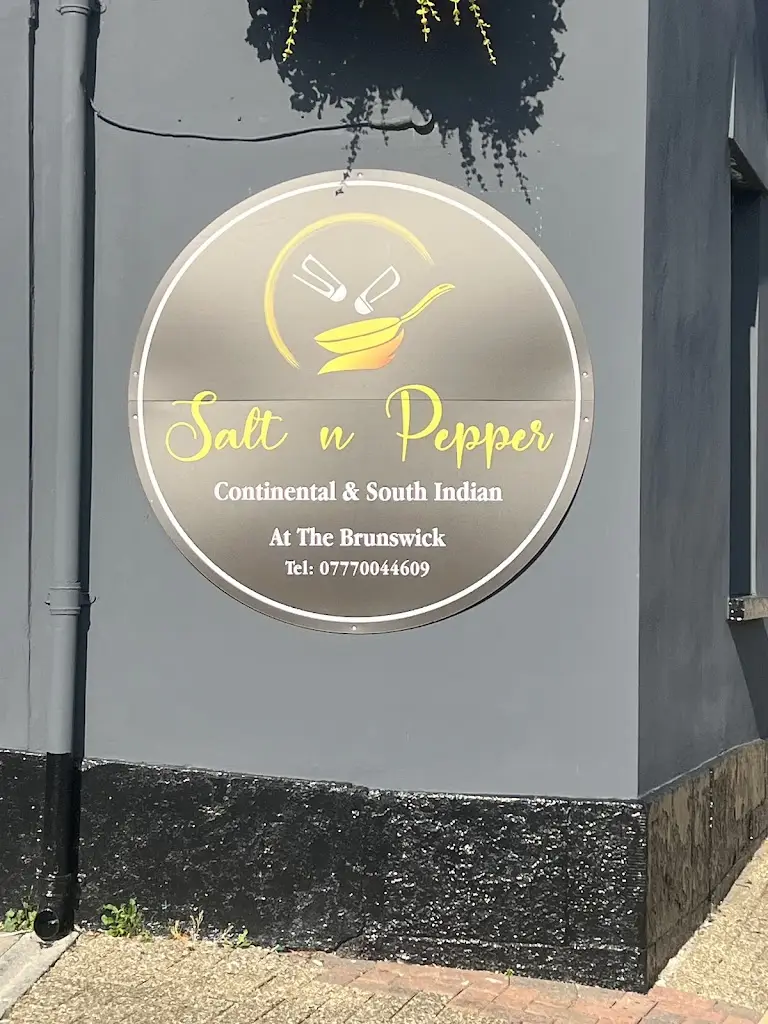 Salt n Pepper
Continental & South Indian
At The Brunswick
Tel: 07770044609